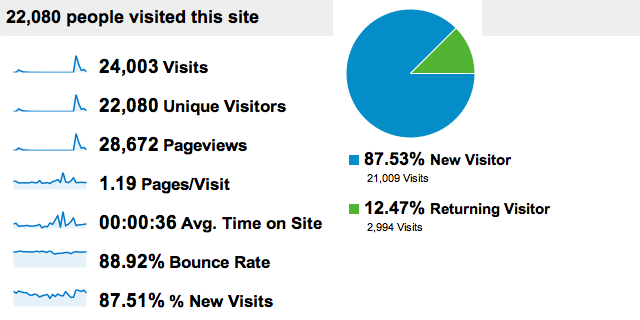 22,080 people visited this site
24,003 Visits
22,080 Unique Visitors
28,672 Pageviews
1.19 Pages/Visit
00:00:36 Avg. Time on Site
88.92% Bounce Rate
87.51% % New Visits
87.53% New Visitor
21,009 Visits
12.47% Returning Visitor
2,994 Visits